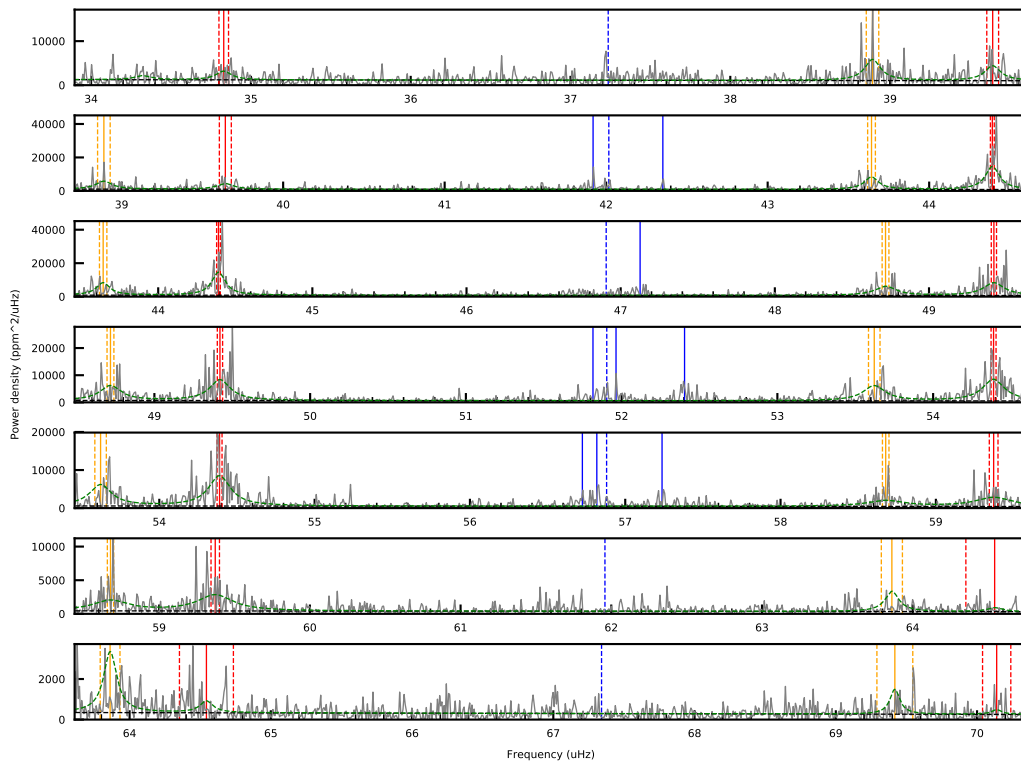 10000
0
34 35 36 37 38 39
40000
20000
0
39 40 41 42 43 44
40000
20000
0
44 45 46 47 48 49
20000
10000
0
49 50 51 52 53 54
20000
10000
0
54 55 56 57 58 59
10000
5000
0
59 60 61 62 63 64
2000
0
64 65 66 67 68 69 70
Power density (ppm^2/uHz)
Frequency (uHz)